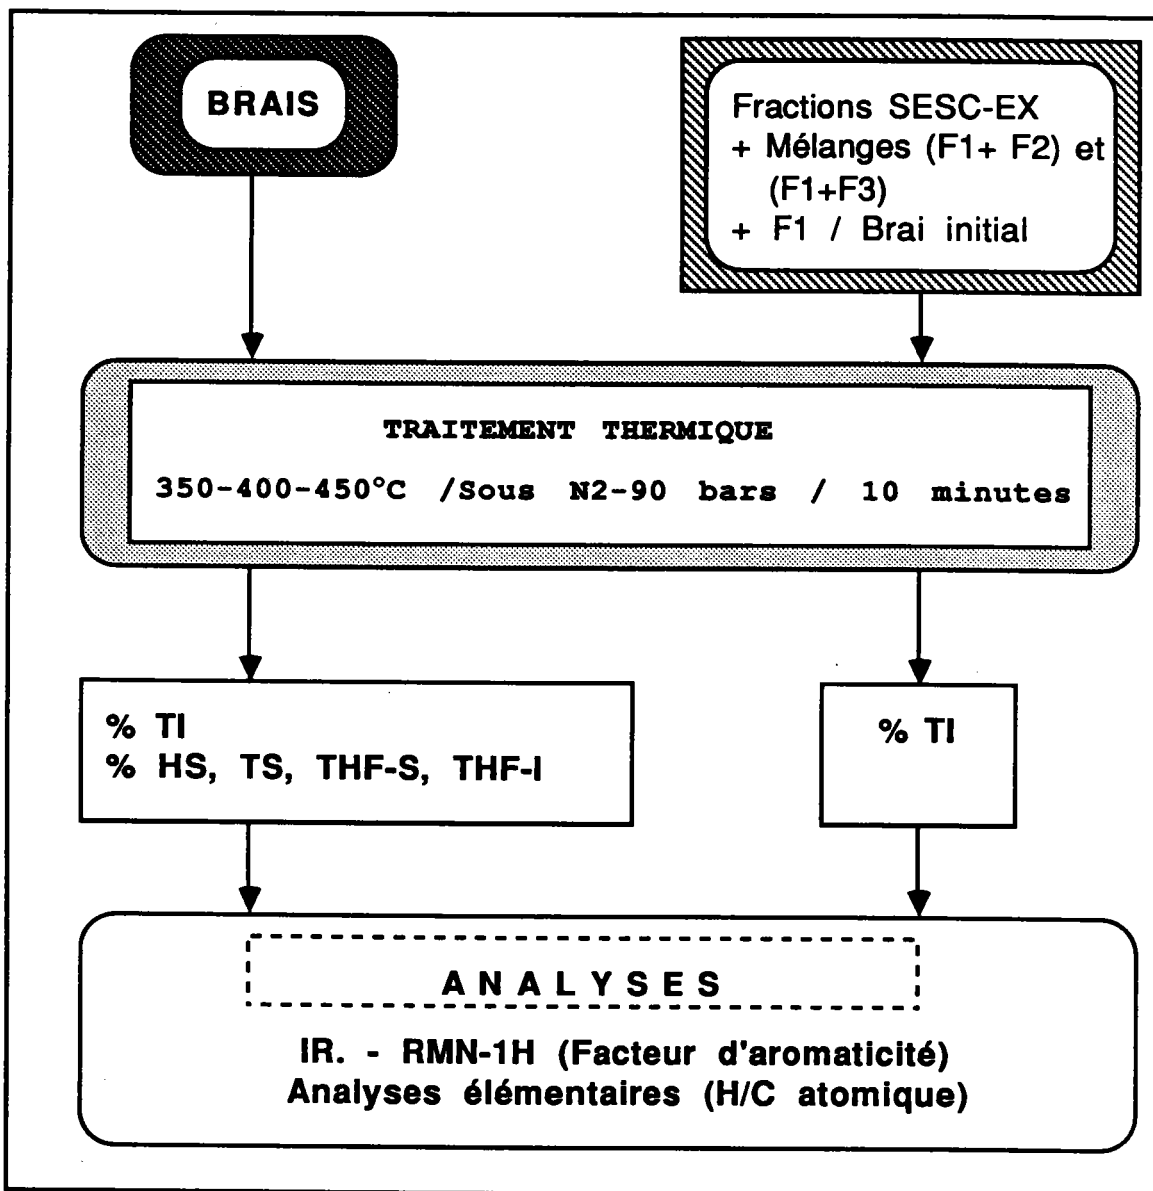 BRAIS
Fractions SESC-EX
+ Mélanges (F1+ F2) et
(F1+F3)
+ F1 / Brai initial
TRAITEMENT THERMIQUE
350-400-450°C /Sous N2-90 bars / 10 minutes
% TI
% HS, TS, THF-S, THF-I
% TI
ANALYSES
IR. - RMN-1H (Facteur d'aromaticité)
Analyses élémentaires (H/C atomique)